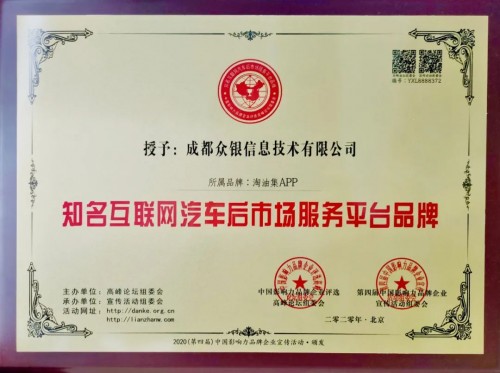 编号：YXL8886372
授予：成都众银信息技术有限公司
所属品牌：淘油集APP
知名互联网汽车后市场服务平台品牌
主办单位：高峰论坛组委会
承办单位：宣传活动组委会
活动网址：http://danke.org.cn
http://lianzhanw.com
中国影响力品牌企业评选
高峰论坛组委会
第四届中国影响力品牌企业
宣传活动组委会
二〇二〇年·北京
2020(第四届)中国影响力品牌企业宣传活动·颁发